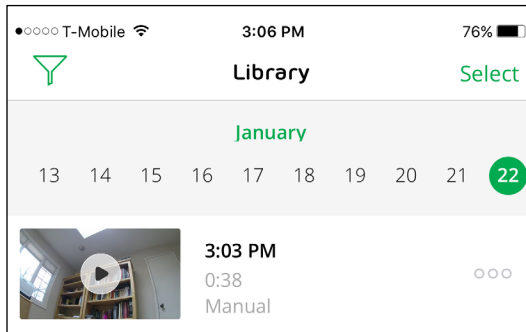 T-Mobile 3:06 PM 76%
Library Select
January
13 14 15 16 17 18 19 20 21 22
3:03 PM
0:38
Manual